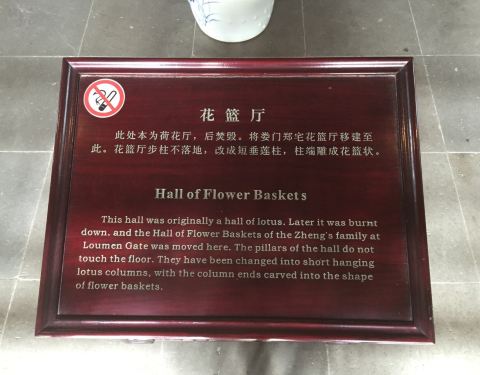 花篮厅
此处本为荷花厅，后焚毁。将娄门郑宅花篮厅移建至
此。花篮厅步柱不落地，改成短垂莲柱，柱端雕成花篮状。
Hall of Flower Baskets
This hall was originally a hall of lotus. Later it was burnt
down. and the Hall of Flower Baskets of the Zheng's family at
Loumen Gate was moved here. The pillars of the hall do not
touch the floor. They have been changed into short hanging
lotus columns, with the column ends carved into the shape
of flower baskets.